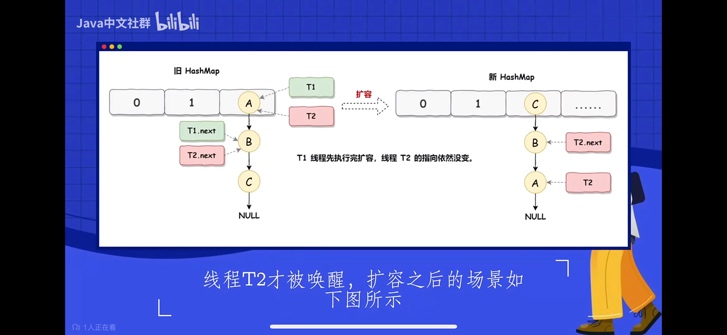 Java中文社群 bilibili
旧 HashMap
新 HashMap
0 1 A
T1
T2
扩容
0 1 C ......
T1.next
T2.next
B
C
NULL
T1 线程先执行完扩容，线程 T2 的指向依然没变。
B
T2.next
A
T2
NULL
线程T2才被唤醒，扩容之后的场景如
下图所示
1人正在看